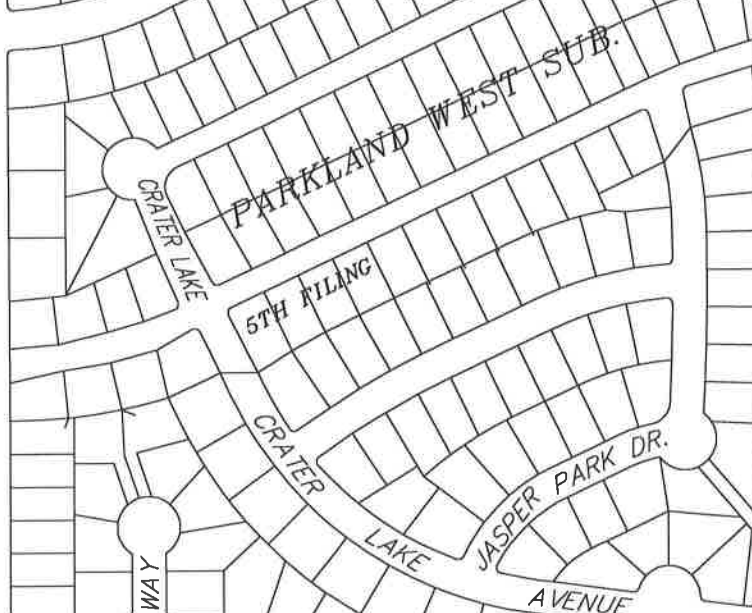 PARKLAND WEST SUB.
CRATER LAKE
5TH FILING
CRATER LAKE AVENUE
JASPER PARK DR.
WAY